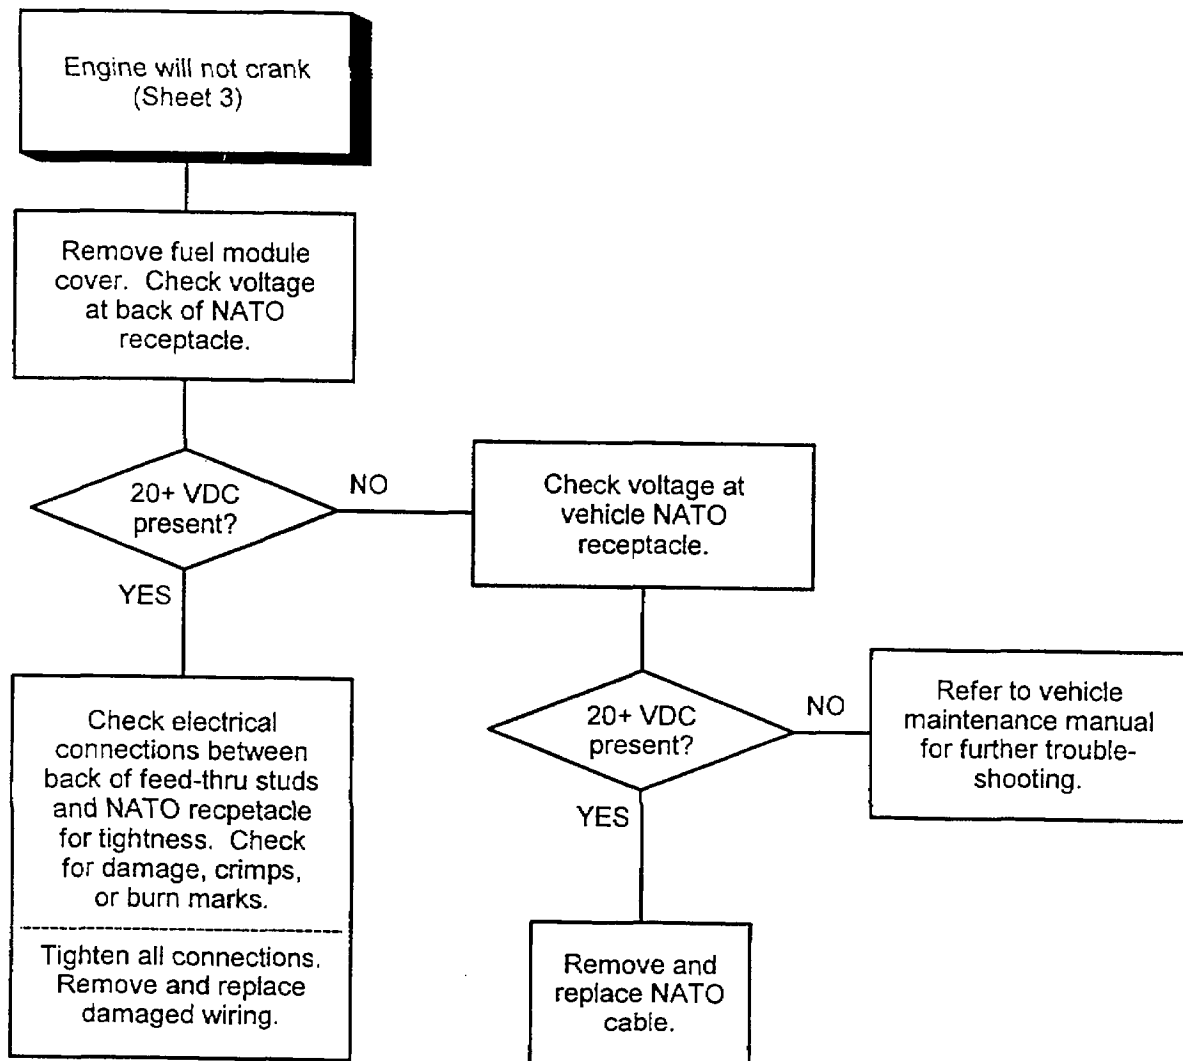 Engine will not crank
(Sheet 3)
Remove fuel module
cover. Check voltage
at back of NATO
receptacle.
20+ VDC
present?
NO
YES
Check voltage at
vehicle NATO
receptacle.
Check electrical
connections between
back of feed-thru studs
and NATO recpetacle
for tightness. Check
for damage, crimps,
or burn marks.
Tighten all connections.
Remove and replace
damaged wiring.
20+ VDC
present?
NO
YES
Refer to vehicle
maintenance manual
for further trouble-
shooting.
Remove and
replace NATO
cable.